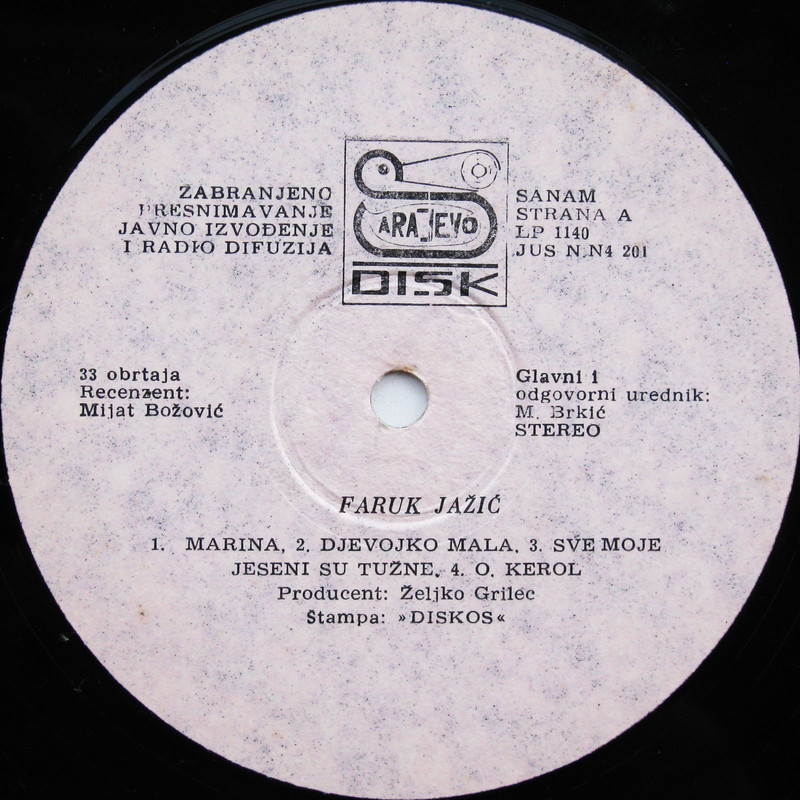 ZABRANJENO
PRESNIMAVANJE
JAVNO IZVOĐENJE
I RADIO DIFUZIJA
SARAJEVO
DISK
SANAM
STRANA A
LP 1140
JUS N.N4 201
33 obrtaja
Recenzent:
Mijat Božović
Glavni i
odgovorni urednik:
M. Brkić
STEREO
FARUK JAŽIĆ
1. MARINA, 2. DJEVOJKO MALA, 3. SVE MOJE
JESENI SU TUŽNE, 4. O, KEROL
Producent: Željko Grilec
Štampa: »DISKOS«